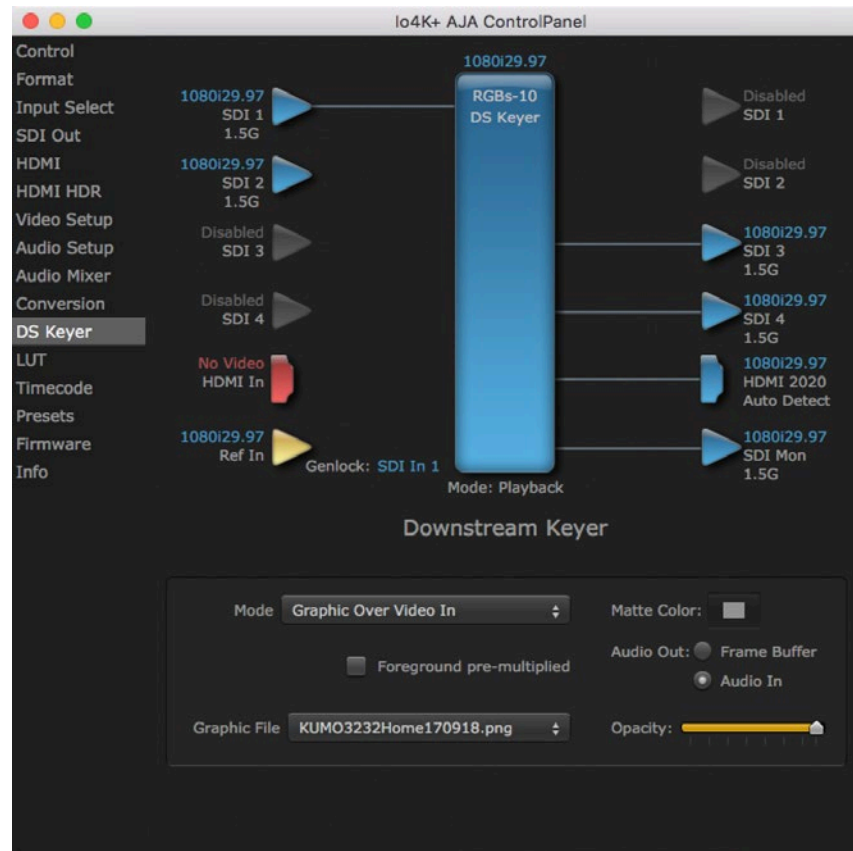 Io4K+ AJA ControlPanel
Control
Format
Input Select
SDI Out
HDMI
HDMI HDR
Video Setup
Audio Setup
Audio Mixer
Conversion
DS Keyer
LUT
Timecode
Presets
Firmware
Info
1080i29.97
SDI 1
1.5G
1080i29.97
SDI 2
1.5G
Disabled
SDI 3
Disabled
SDI 4
No Video
HDMI In
1080i29.97
Ref In
Genlock: SDI In 1
1080i29.97
RGBs-10
DS Keyer
Mode: Playback
Disabled
SDI 1
Disabled
SDI 2
1080i29.97
SDI 3
1.5G
1080i29.97
SDI 4
1.5G
1080i29.97
HDMI 2020
Auto Detect
1080i29.97
SDI Mon
1.5G
Downstream Keyer
Mode Graphic Over Video In
Foreground pre-multiplied
Graphic File KUMO3232Home170918.png
Matte Color:
Audio Out: Frame Buffer
Audio In
Opacity: